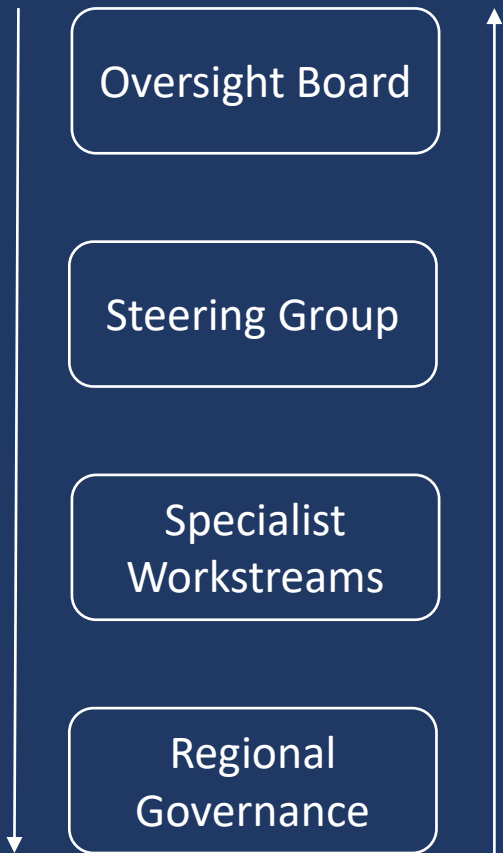 Oversight Board
Steering Group
Specialist
Workstreams
Regional
Governance